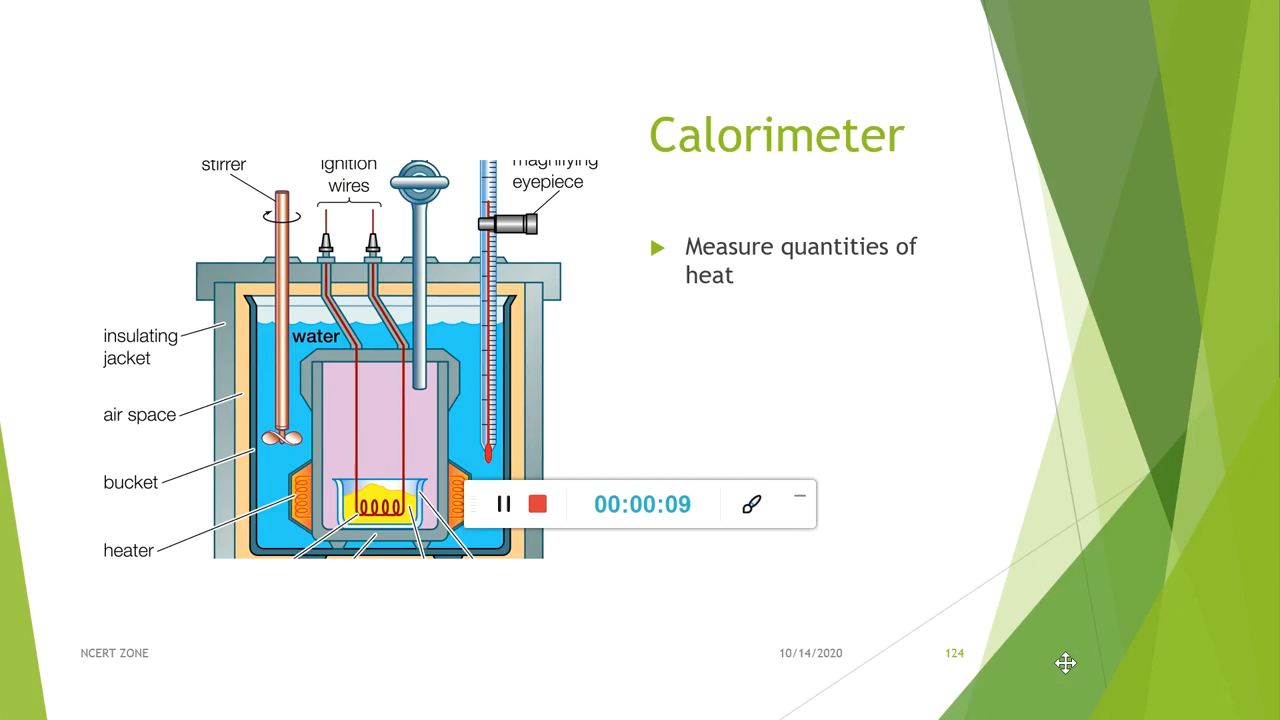 Calorimeter
stirrer
ignition
wires
magnifying
eyepiece
Measure quantities of
heat
insulating
jacket
water
air space
bucket
heater
00:00:09
NCERT ZONE
10/14/2020
124